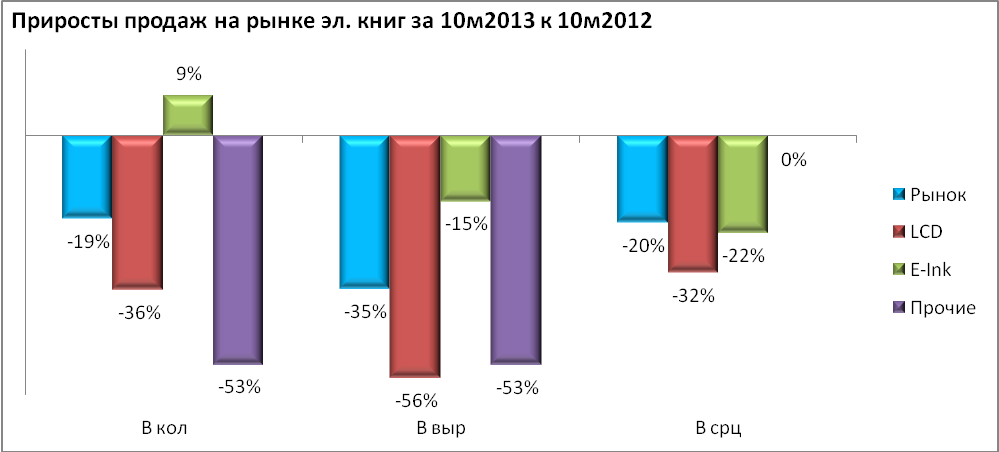 Приросты продаж на рынке эл. книг за 10м2013 к 10м2012
9%
-19%
-36%
-53%
-35%
-56%
-15%
-53%
-20%
-32%
-22%
0%
В кол
В выр
В срц
Рынок
LCD
E-Ink
Прочие